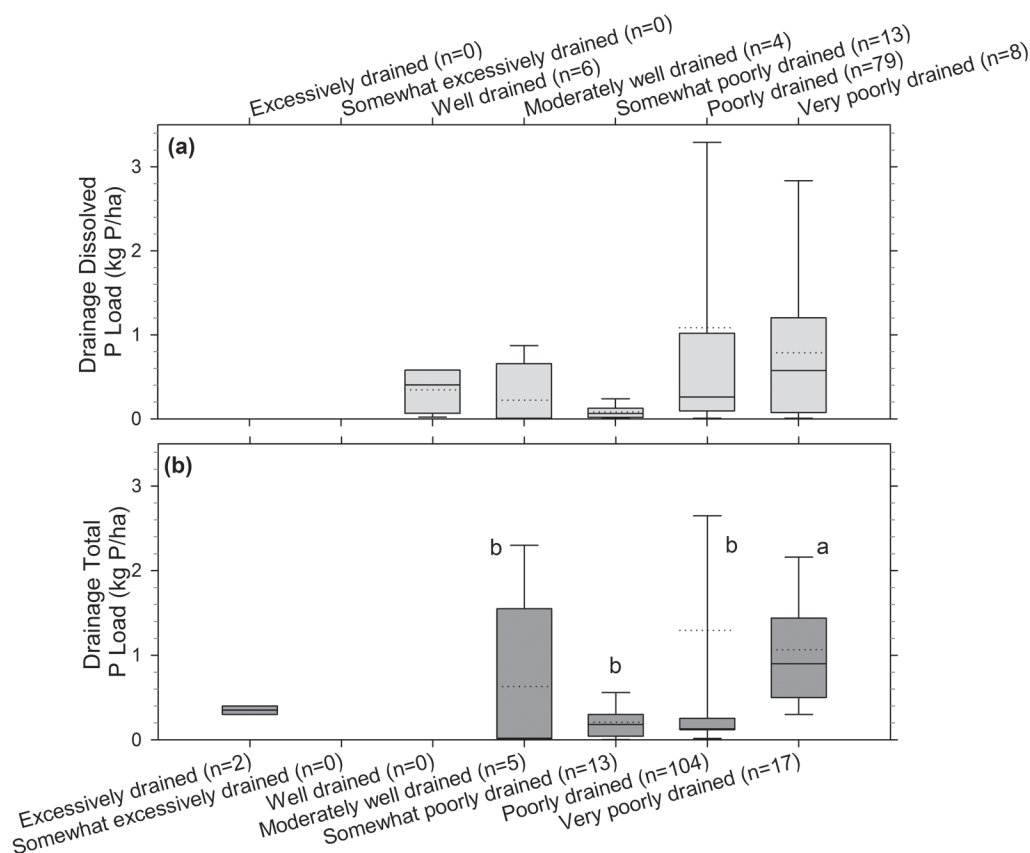 Excessively drained (n=0)
Somewhat excessively drained (n=0)
Well drained (n=6)
Moderately well drained (n=4)
Somewhat poorly drained (n=13)
Poorly drained (n=79)
Very poorly drained (n=8)
(a)
Drainage Dissolved
P Load (kg P/ha)
3
2
1
0
(b)
Drainage Total
P Load (kg P/ha)
3
2
1
0
b
b
b
a
Excessively drained (n=2)
Somewhat excessively drained (n=0)
Well drained (n=0)
Moderately well drained (n=5)
Somewhat poorly drained (n=13)
Poorly drained (n=104)
Very poorly drained (n=17)